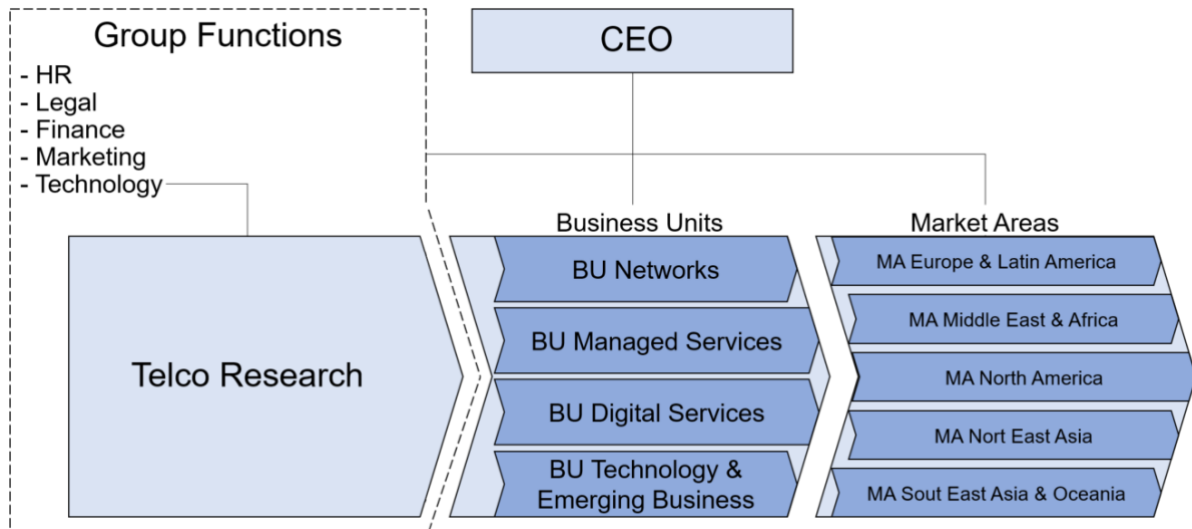 Group Functions
- HR
- Legal
- Finance
- Marketing
- Technology
CEO
Telco Research
Business Units
BU Networks
BU Managed Services
BU Digital Services
BU Technology &
Emerging Business
Market Areas
MA Europe & Latin America
MA Middle East & Africa
MA North America
MA Nort East Asia
MA Sout East Asia & Oceania